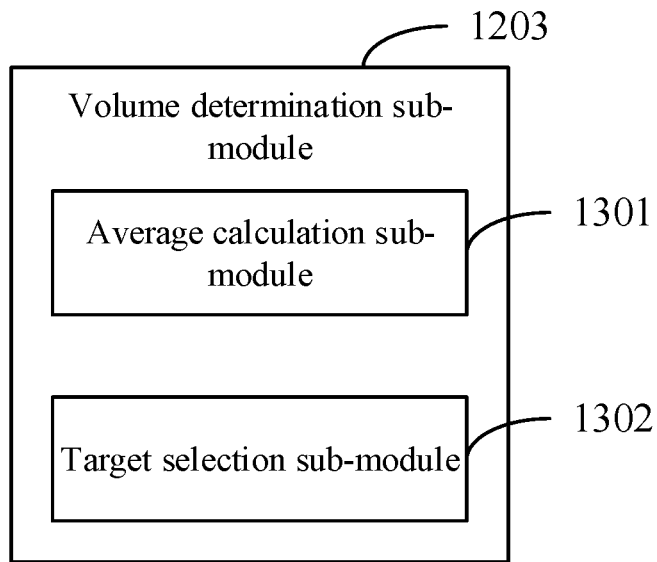 1203
Volume determination sub-
module
Average calculation sub-
module
1301
Target selection sub-module
1302